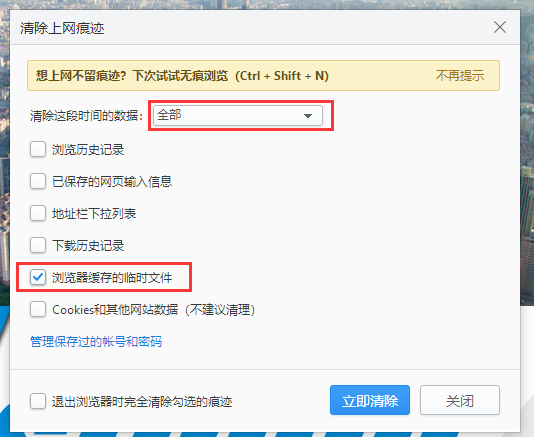 清除上网痕迹
想上网不留痕迹？下次试试无痕浏览（Ctrl + Shift + N） 不再提示
清除这段时间的数据： 全部
浏览历史记录
已保存的网页输入信息
地址栏下拉列表
下载历史记录
浏览器缓存的临时文件
Cookies和其他网站数据（不建议清理）
管理保存过的帐号和密码
退出浏览器时完全清除勾选的痕迹 立即清除 关闭